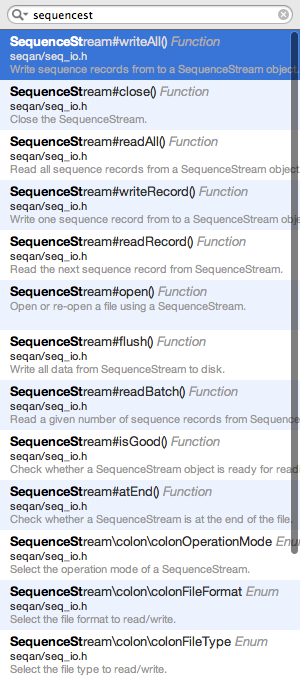 sequencest
SequenceStream#writeAll() Function
seqan/seq_io.h
Write sequence records from to a SequenceStream object.
SequenceStream#close() Function
seqan/seq_io.h
Close the SequenceStream.
SequenceStream#readAll() Function
seqan/seq_io.h
Read all sequence records from a SequenceStream object
SequenceStream#writeRecord() Function
seqan/seq_io.h
Write one sequence record from to a SequenceStream obje
SequenceStream#readRecord() Function
seqan/seq_io.h
Read the next sequence record from SequenceStream.
SequenceStream#open() Function
Open or re-open a file using a SequenceStream.
SequenceStream#flush() Function
seqan/seq_io.h
Write all data from SequenceStream to disk.
SequenceStream#readBatch() Function
seqan/seq_io.h
Read a given number of sequence records from Sequence
SequenceStream#isGood() Function
seqan/seq_io.h
Check whether a SequenceStream object is ready for read
SequenceStream#atEnd() Function
seqan/seq_io.h
Check whether a SequenceStream is at the end of the file.
SequenceStream\colon\colonOperationMode Enu
seqan/seq_io.h
Select the operation mode of a SequenceStream.
SequenceStream\colon\colonFileFormat Enum
seqan/seq_io.h
Select the file format to read/write.
SequenceStream\colon\colonFileType Enum
seqan/seq_io.h
Select the file type to read/write.